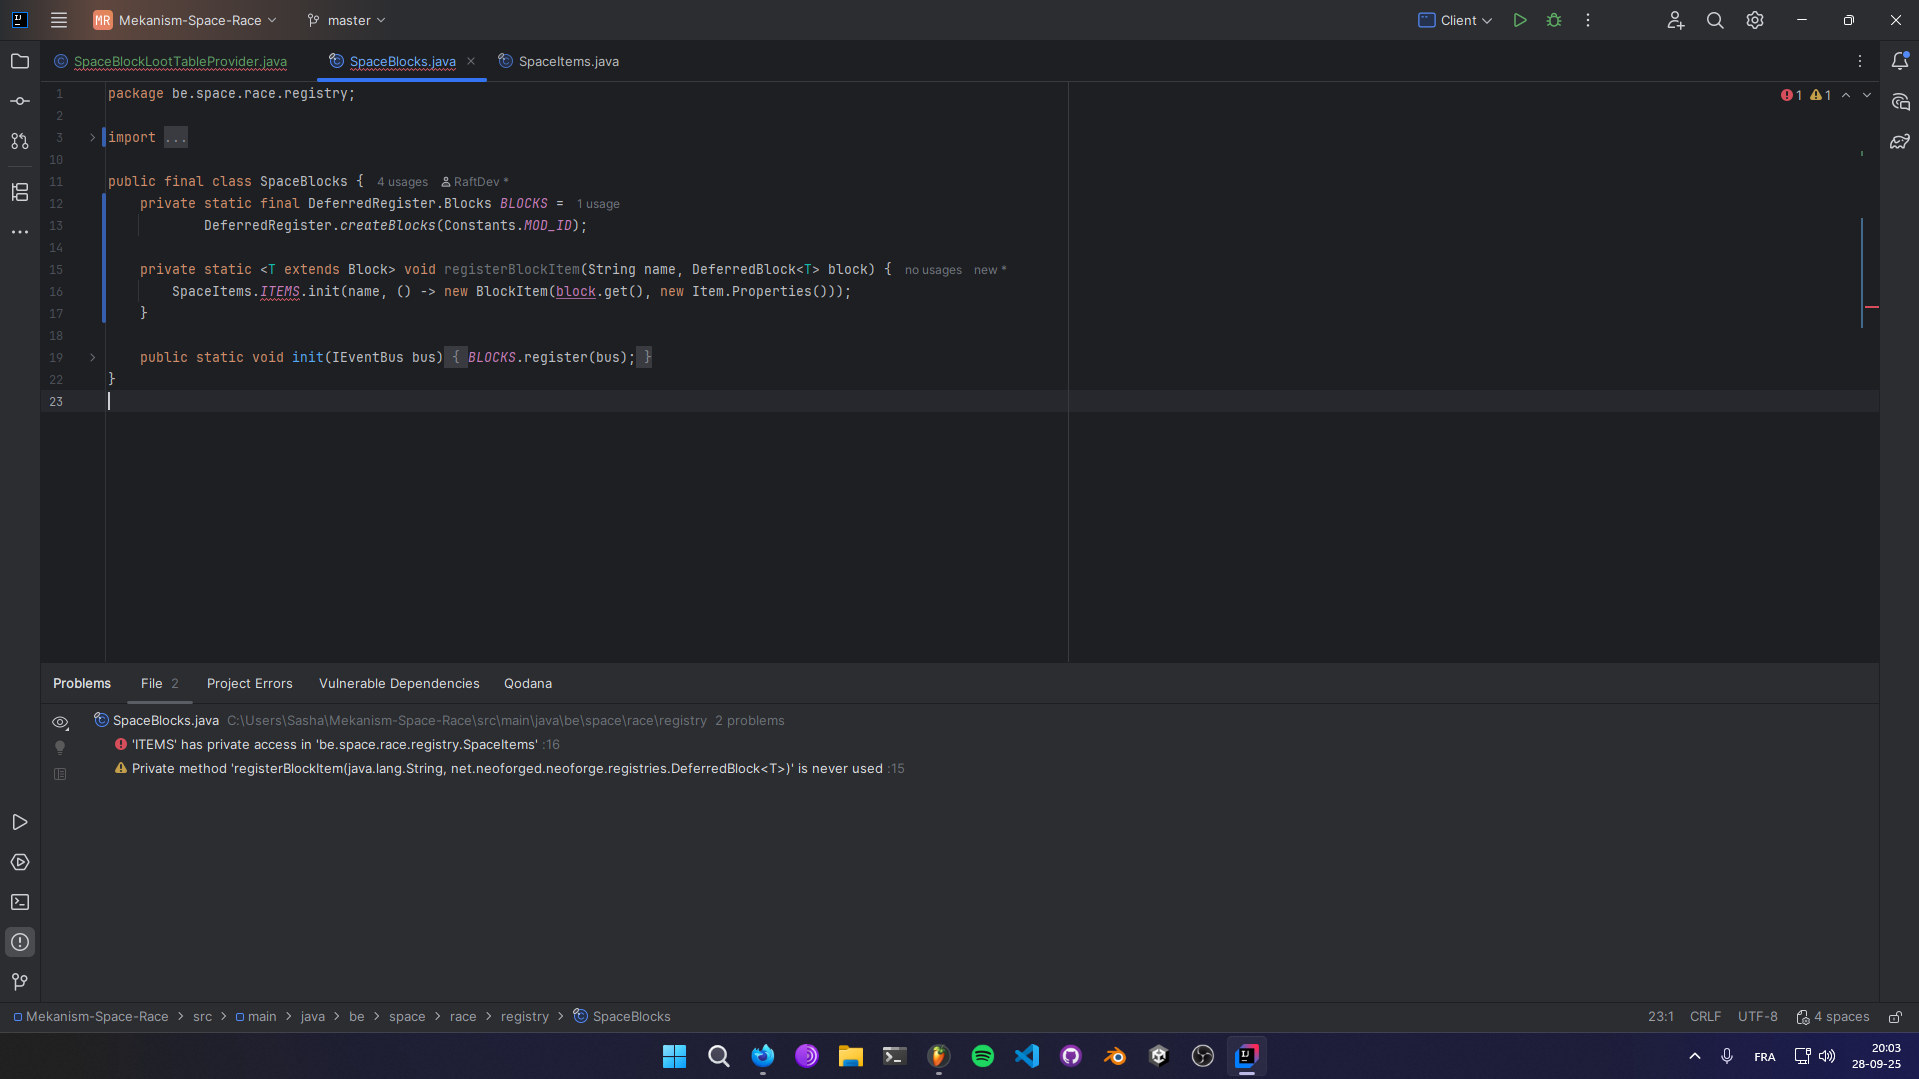 MR Mekanism-Space-Race master Client
SpaceBlockLootTableProvider.java SpaceBlocks.java SpaceItems.java
1 package be.space.race.registry; 1 1
2
3 import ...
10
11 public final class SpaceBlocks { 4 usages RaftDev *
12 private static final DeferredRegister.Blocks BLOCKS = 1 usage
13 DeferredRegister.createBlocks(Constants.MOD_ID);
14
15 private static <T extends Block> void registerBlockItem(String name, DeferredBlock<T> block) { no usages new *
16 SpaceItems.ITEMS.init(name, () -> new BlockItem(block.get(), new Item.Properties()));
17 }
18
19 public static void init(IEventBus bus) { BLOCKS.register(bus); }
22 }
23
Problems File 2 Project Errors Vulnerable Dependencies Qodana
SpaceBlocks.java C:\Users\Sasha\Mekanism-Space-Race\src\main\java\be\space\race\registry 2 problems
'ITEMS' has private access in 'be.space.race.registry.SpaceItems' :16
Private method 'registerBlockItem(java.lang.String, net.neoforged.neoforge.registries.DeferredBlock<T>)' is never used :15
Mekanism-Space-Race > src > main > java > be > space > race > registry > SpaceBlocks 23:1 CRLF UTF-8 4 spaces
FRA 20:03
28-09-25